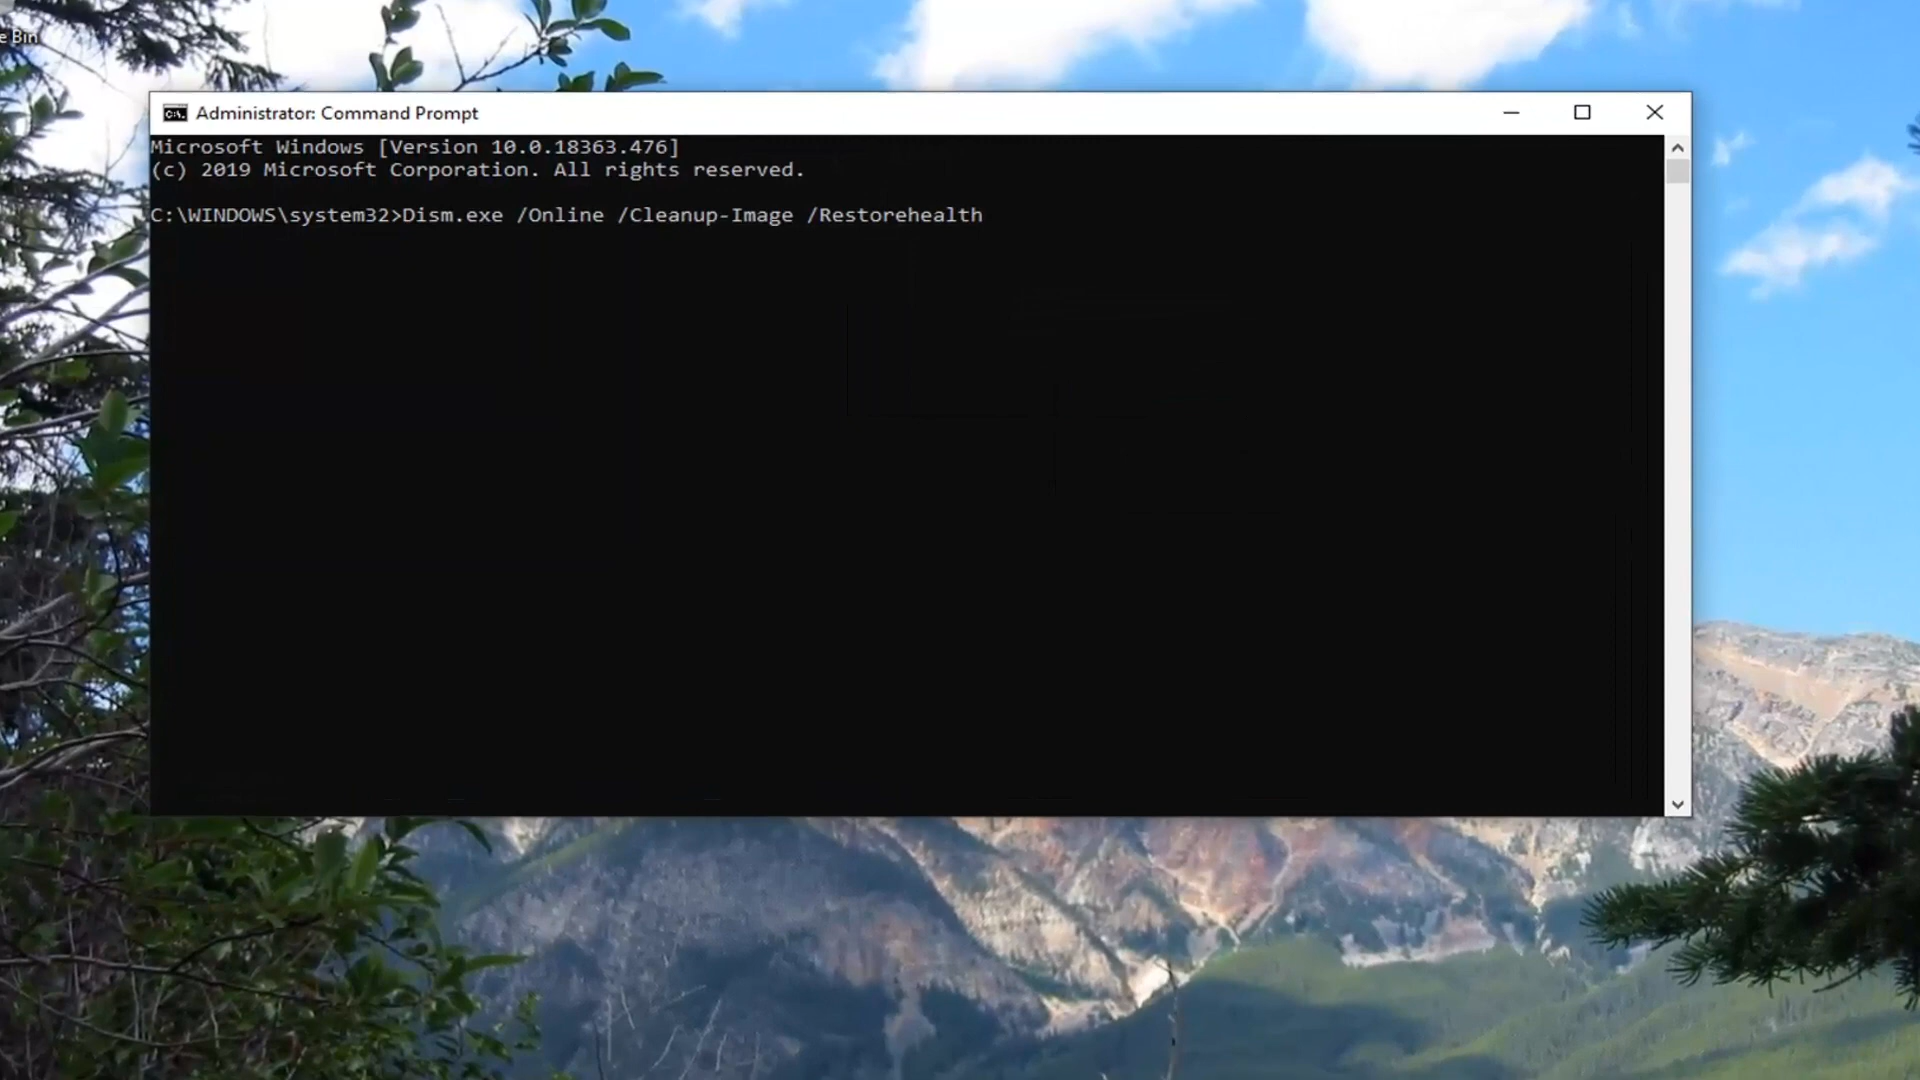 e Bin
Administrator: Command Prompt
Microsoft Windows [Version 10.0.18363.476]
(c) 2019 Microsoft Corporation. All rights reserved.
C:\WINDOWS\system32>Dism.exe /Online /Cleanup-Image /Restorehealth